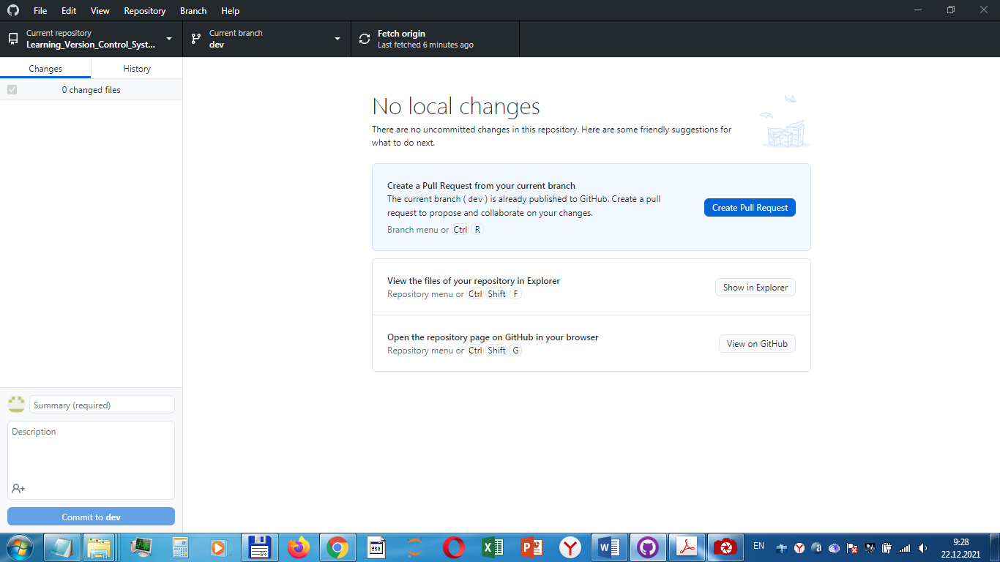 File Edit View Repository Branch Help
Current repository
Learning_Version_Control_Syst...
Current branch
dev
Fetch origin
Last fetched 6 minutes ago
Changes History
0 changed files
No local changes
There are no uncommitted changes in this repository. Here are some friendly suggestions for
what to do next.
Create a Pull Request from your current branch
The current branch ( dev ) is already published to GitHub. Create a pull
request to propose and collaborate on your changes.
Branch menu or Ctrl R
Create Pull Request
View the files of your repository in Explorer
Repository menu or Ctrl Shift F
Show in Explorer
Open the repository page on GitHub in your browser
Repository menu or Ctrl Shift G
View on GitHub
Summary (required)
Description
Commit to dev
EN
9:28
22.12.2021